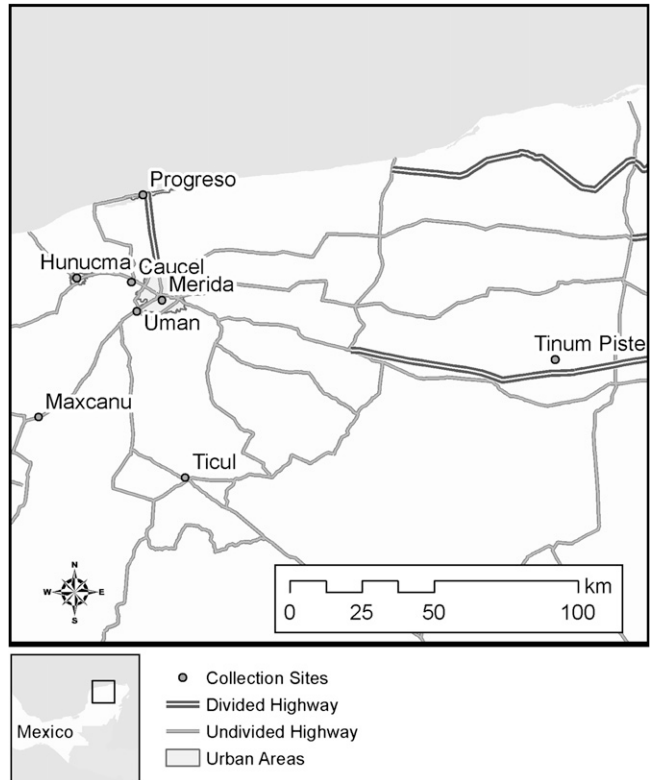 Progreso
Hunucma
Caucel
Merida
Uman
Tinum Piste
Maxcanu
Ticul
N
W E
S
km
0 25 50 100
Mexico
Collection Sites
Divided Highway
Undivided Highway
Urban Areas